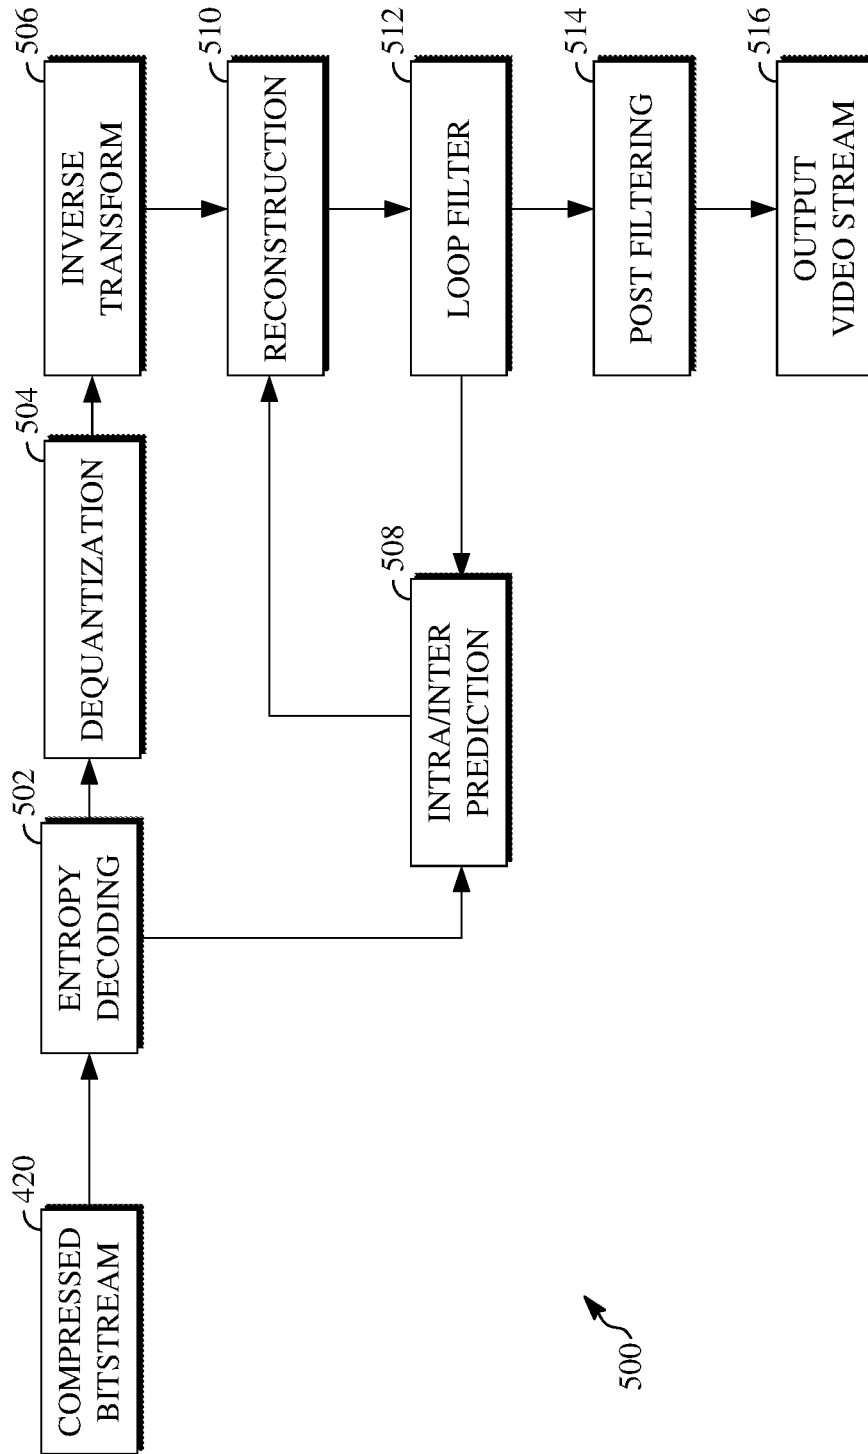 420
COMPRESSED
BITSTREAM
502
ENTROPY
DECODING
504
DEQUANTIZATION
506
INVERSE
TRANSFORM
508
INTRA/INTER
PREDICTION
510
RECONSTRUCTION
512
LOOP FILTER
514
POST FILTERING
516
OUTPUT
VIDEO STREAM
500